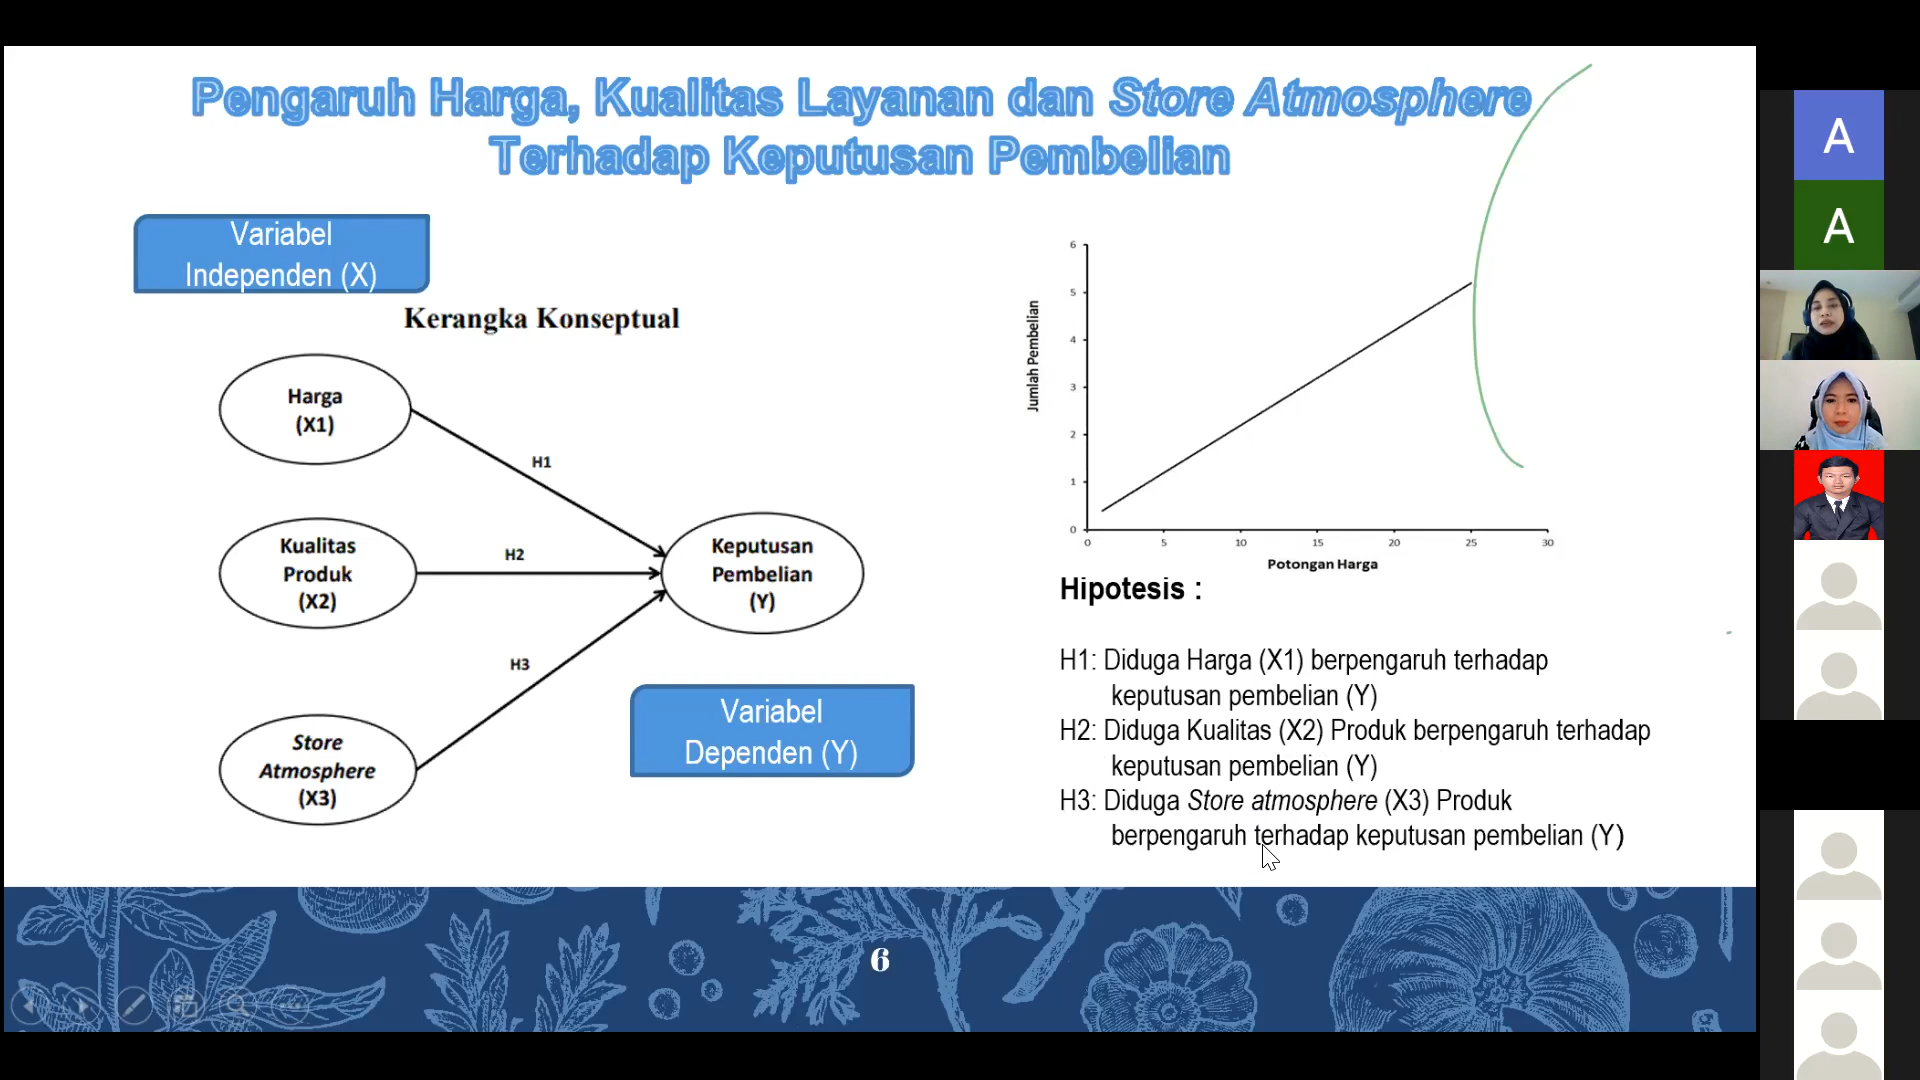 Pengaruh Harga, Kualitas Layanan dan Store Atmosphere
Terhadap Keputusan Pembelian
Variabel
Independen (X)
Kerangka Konseptual
Harga
(X1)
H1
Kualitas
Produk
(X2)
H2
Keputusan
Pembelian
(Y)
H3
Store
Atmosphere
(X3)
Variabel
Dependen (Y)
6
5
4
3
2
1
0
Jumlah Pembelian
0 5 10 15 20 25 30
Potongan Harga
Hipotesis :
H1: Diduga Harga (X1) berpengaruh terhadap
keputusan pembelian (Y)
H2: Diduga Kualitas (X2) Produk berpengaruh terhadap
keputusan pembelian (Y)
H3: Diduga Store atmosphere (X3) Produk
berpengaruh terhadap keputusan pembelian (Y)
6
A
A